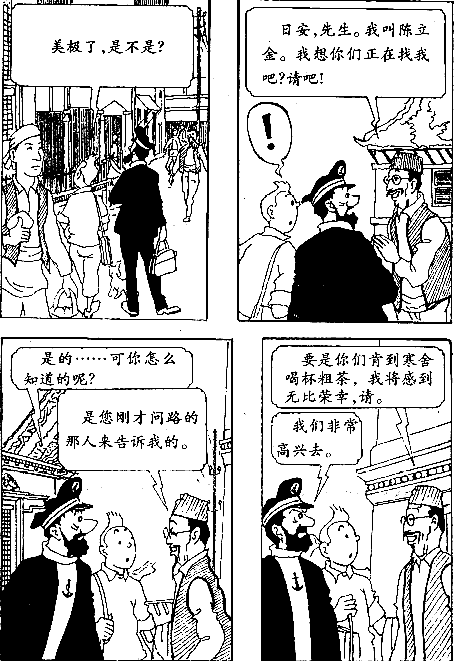 美极了,是不是?
日安,先生。我叫陈立
金。我想你们正在找我
吧?请吧!
!
是的……可你怎么
知道的呢?
是您刚才问路的
那人来告诉我的。
要是你们肯到寒舍
喝杯粗茶,我将感到
无比荣幸,请。
我们非常
高兴去。